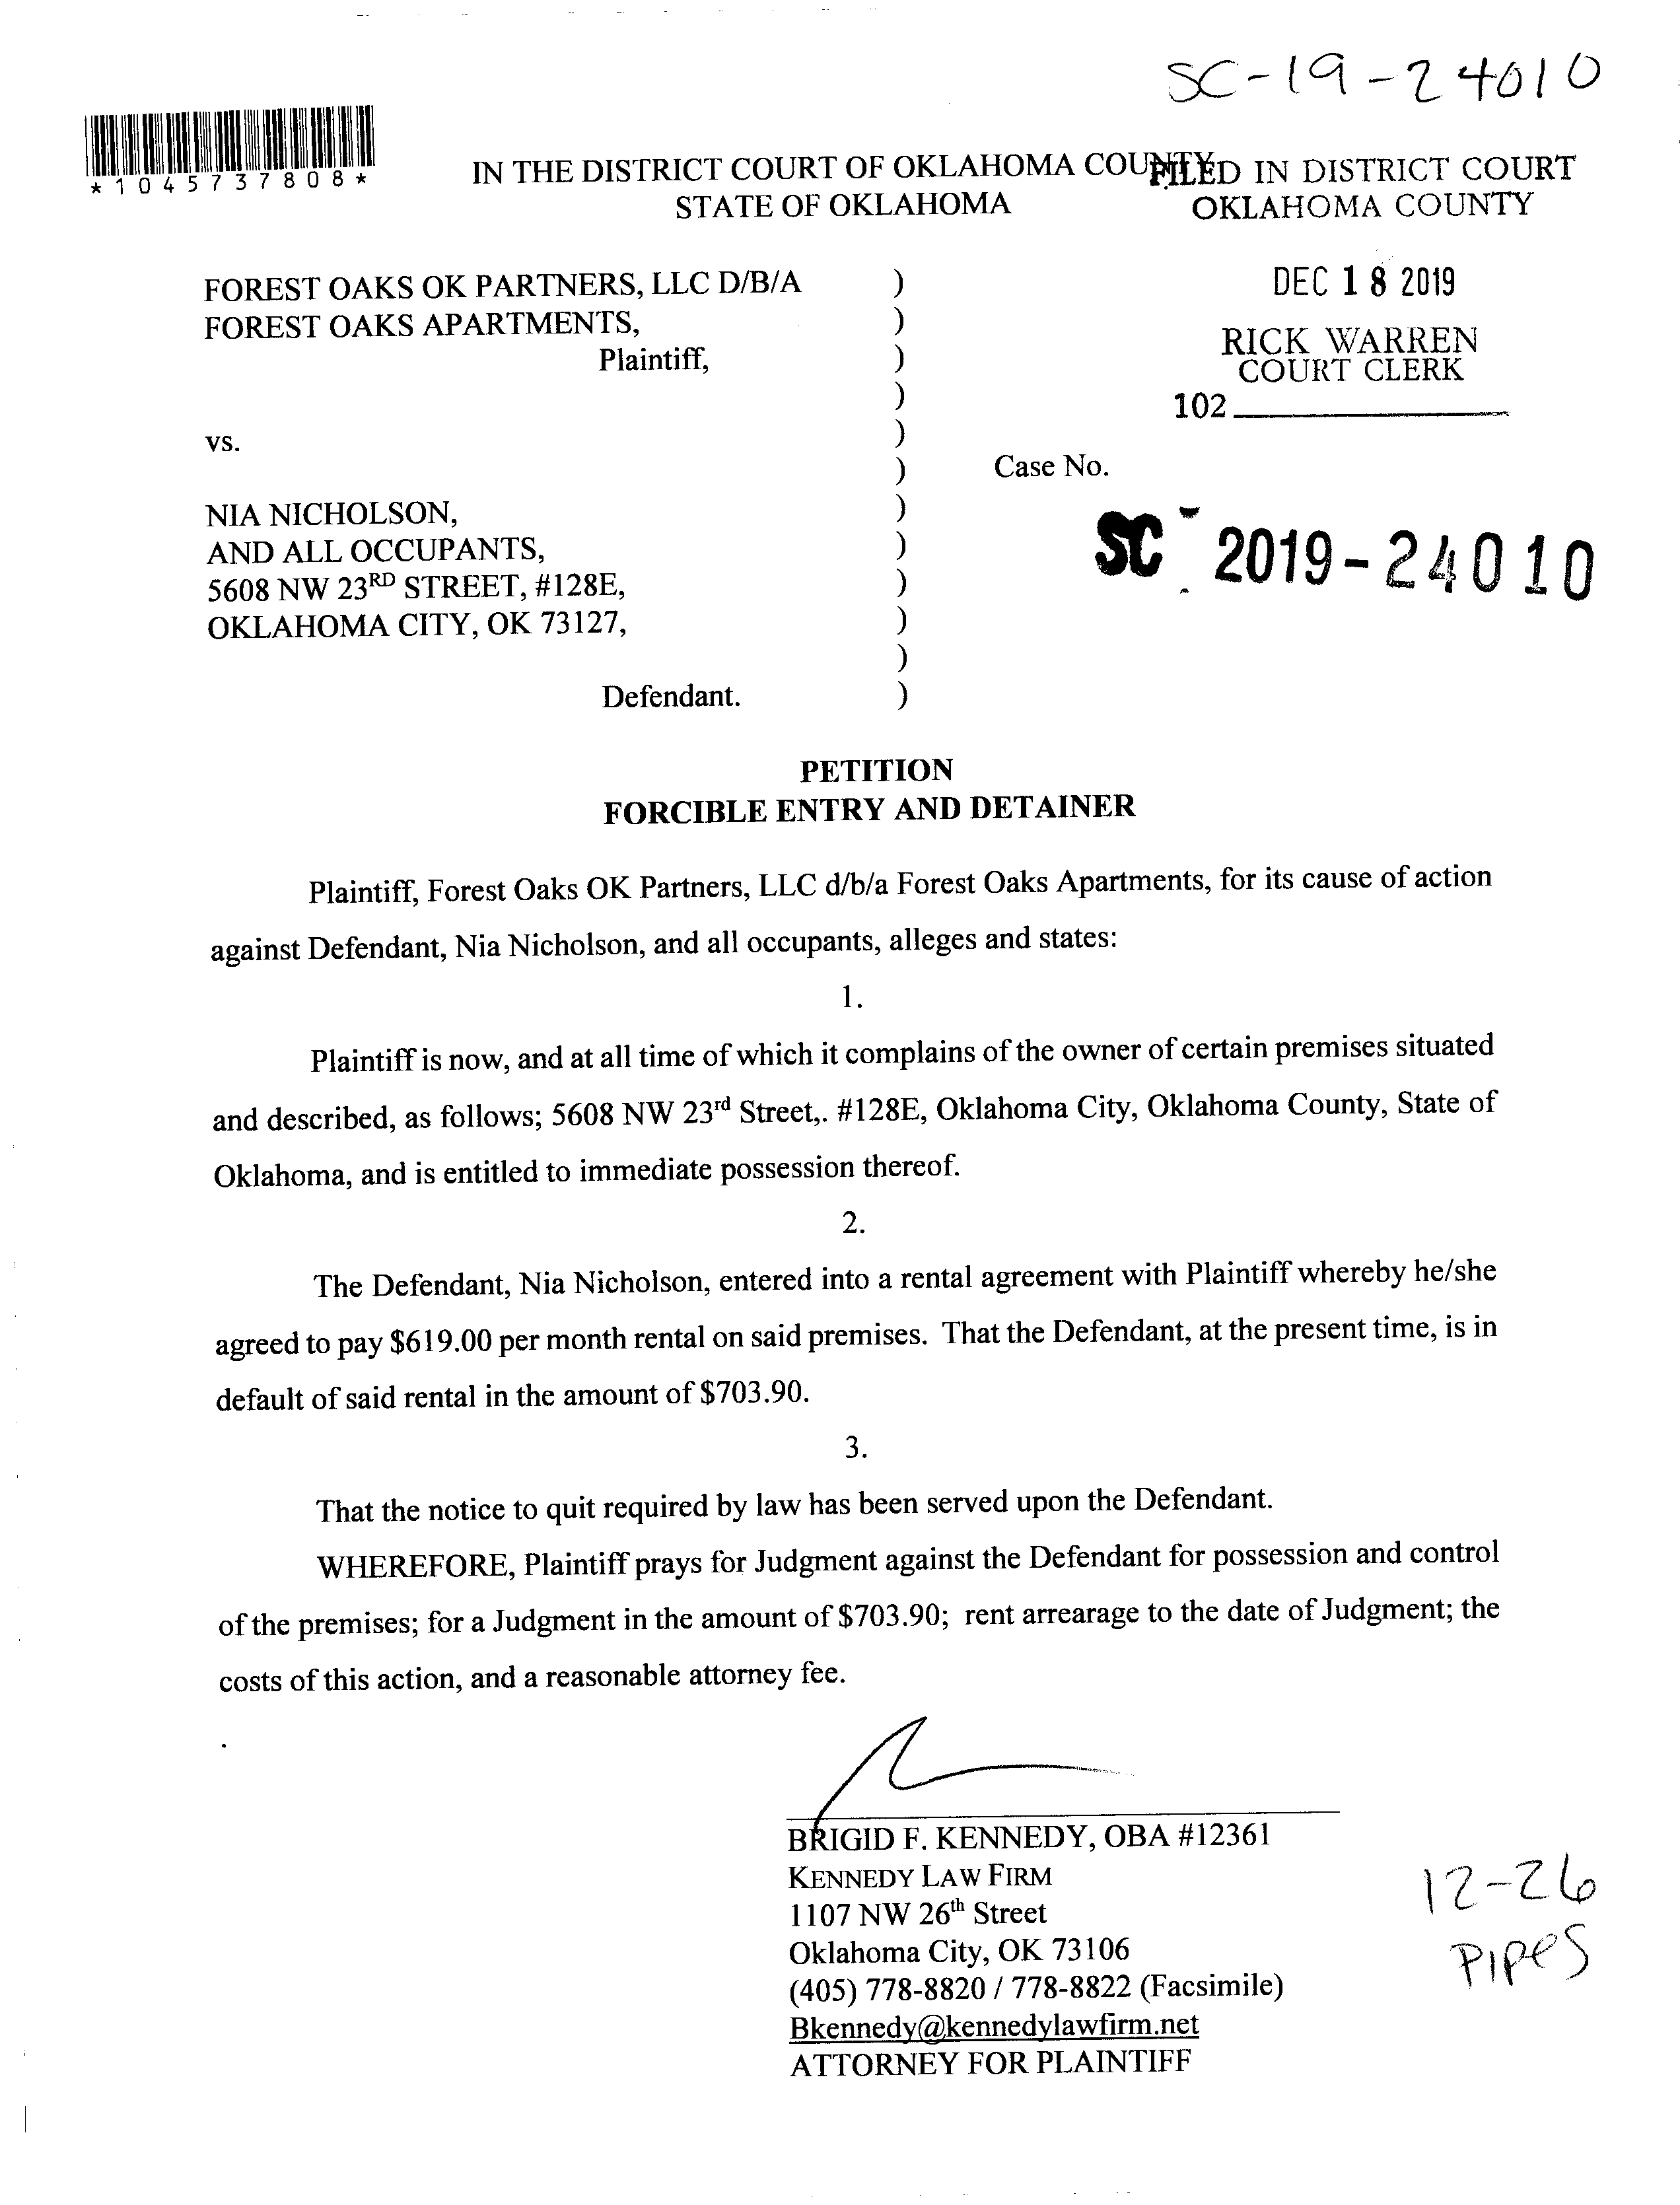 SC-19-24010
*1045737808*
IN THE DISTRICT COURT OF OKLAHOMA COUNTY
STATE OF OKLAHOMA
FILED IN DISTRICT COURT
OKLAHOMA COUNTY
DEC 18 2019
RICK WARREN
COURT CLERK
102
FOREST OAKS OK PARTNERS, LLC D/B/A )
FOREST OAKS APARTMENTS, )
Plaintiff, )
)
vs. )
) Case No.
NIA NICHOLSON, )
AND ALL OCCUPANTS, )
SC - 2019-24010
5608 NW 23RD STREET, #128E, )
OKLAHOMA CITY, OK 73127, )
)
Defendant. )
PETITION
FORCIBLE ENTRY AND DETAINER
Plaintiff, Forest Oaks OK Partners, LLC d/b/a Forest Oaks Apartments, for its cause of action
against Defendant, Nia Nicholson, and all occupants, alleges and states:
1.
Plaintiff is now, and at all time of which it complains of the owner of certain premises situated
and described, as follows; 5608 NW 23rd Street,. #128E, Oklahoma City, Oklahoma County, State of
Oklahoma, and is entitled to immediate possession thereof.
2.
The Defendant, Nia Nicholson, entered into a rental agreement with Plaintiff whereby he/she
agreed to pay $619.00 per month rental on said premises. That the Defendant, at the present time, is in
default of said rental in the amount of $703.90.
3.
That the notice to quit required by law has been served upon the Defendant.
WHEREFORE, Plaintiff prays for Judgment against the Defendant for possession and control
of the premises; for a Judgment in the amount of $703.90; rent arrearage to the date of Judgment; the
costs of this action, and a reasonable attorney fee.
BRIGID F. KENNEDY, OBA #12361
KENNEDY LAW FIRM
1107 NW 26th Street
Oklahoma City, OK 73106
(405) 778-8820 / 778-8822 (Facsimile)
Bkennedy@kennedylawfirm.net
ATTORNEY FOR PLAINTIFF
12-26
Pipes